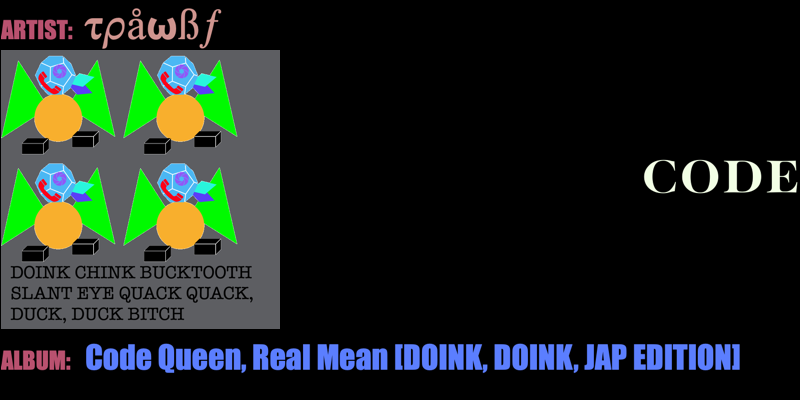 ARTIST: τρåωßƒ
CODE
DOINK CHINK BUCKTOOTH
SLANT EYE QUACK QUACK,
DUCK, DUCK BITCH
ALBUM: Code Queen, Real Mean [DOINK, DOINK, JAP EDITION]